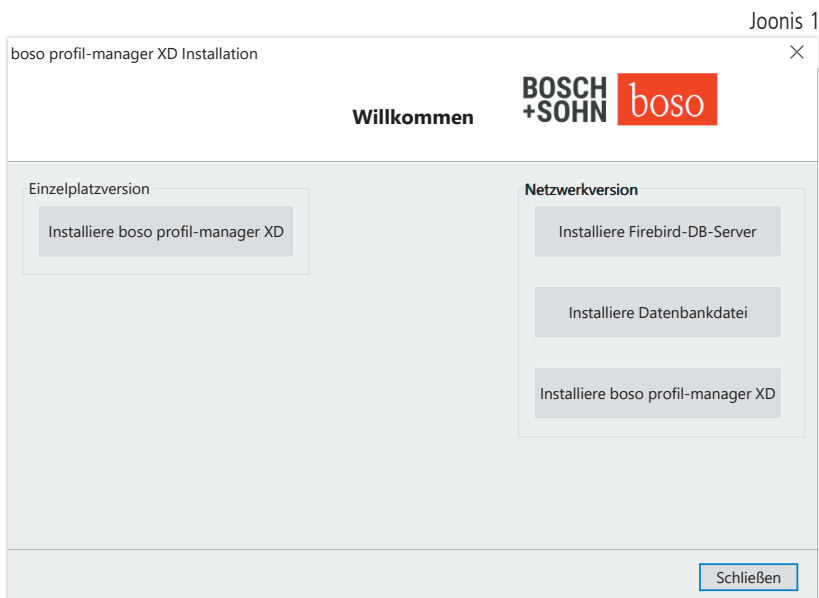 Joonis 1
boso profil-manager XD Installation
Willkommen
BOSCH
+SOHN
boso
Einzelplatzversion
Installiere boso profil-manager XD
Netzwerkversion
Installiere Firebird-DB-Server
Installiere Datenbankdatei
Installiere boso profil-manager XD
Schließen